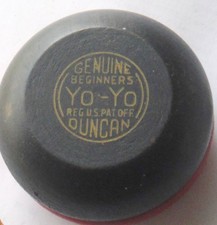 GENUINE
BEGINNERS
YO-YO
REG.U.S.PAT.OFF.
DUNCAN